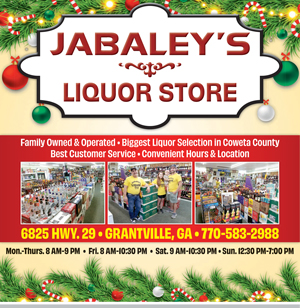 JABALEY'S
LIQUOR STORE
Family Owned & Operated • Biggest Liquor Selection in Coweta County
Best Customer Service • Convenient Hours & Location
6825 HWY. 29 • GRANTVILLE, GA • 770-583-2988
Mon.-Thurs. 8 AM-9 PM • Fri. 8 AM-10:30 PM • Sat. 9 AM-10:30 PM • Sun. 12:30 PM-7:00 PM